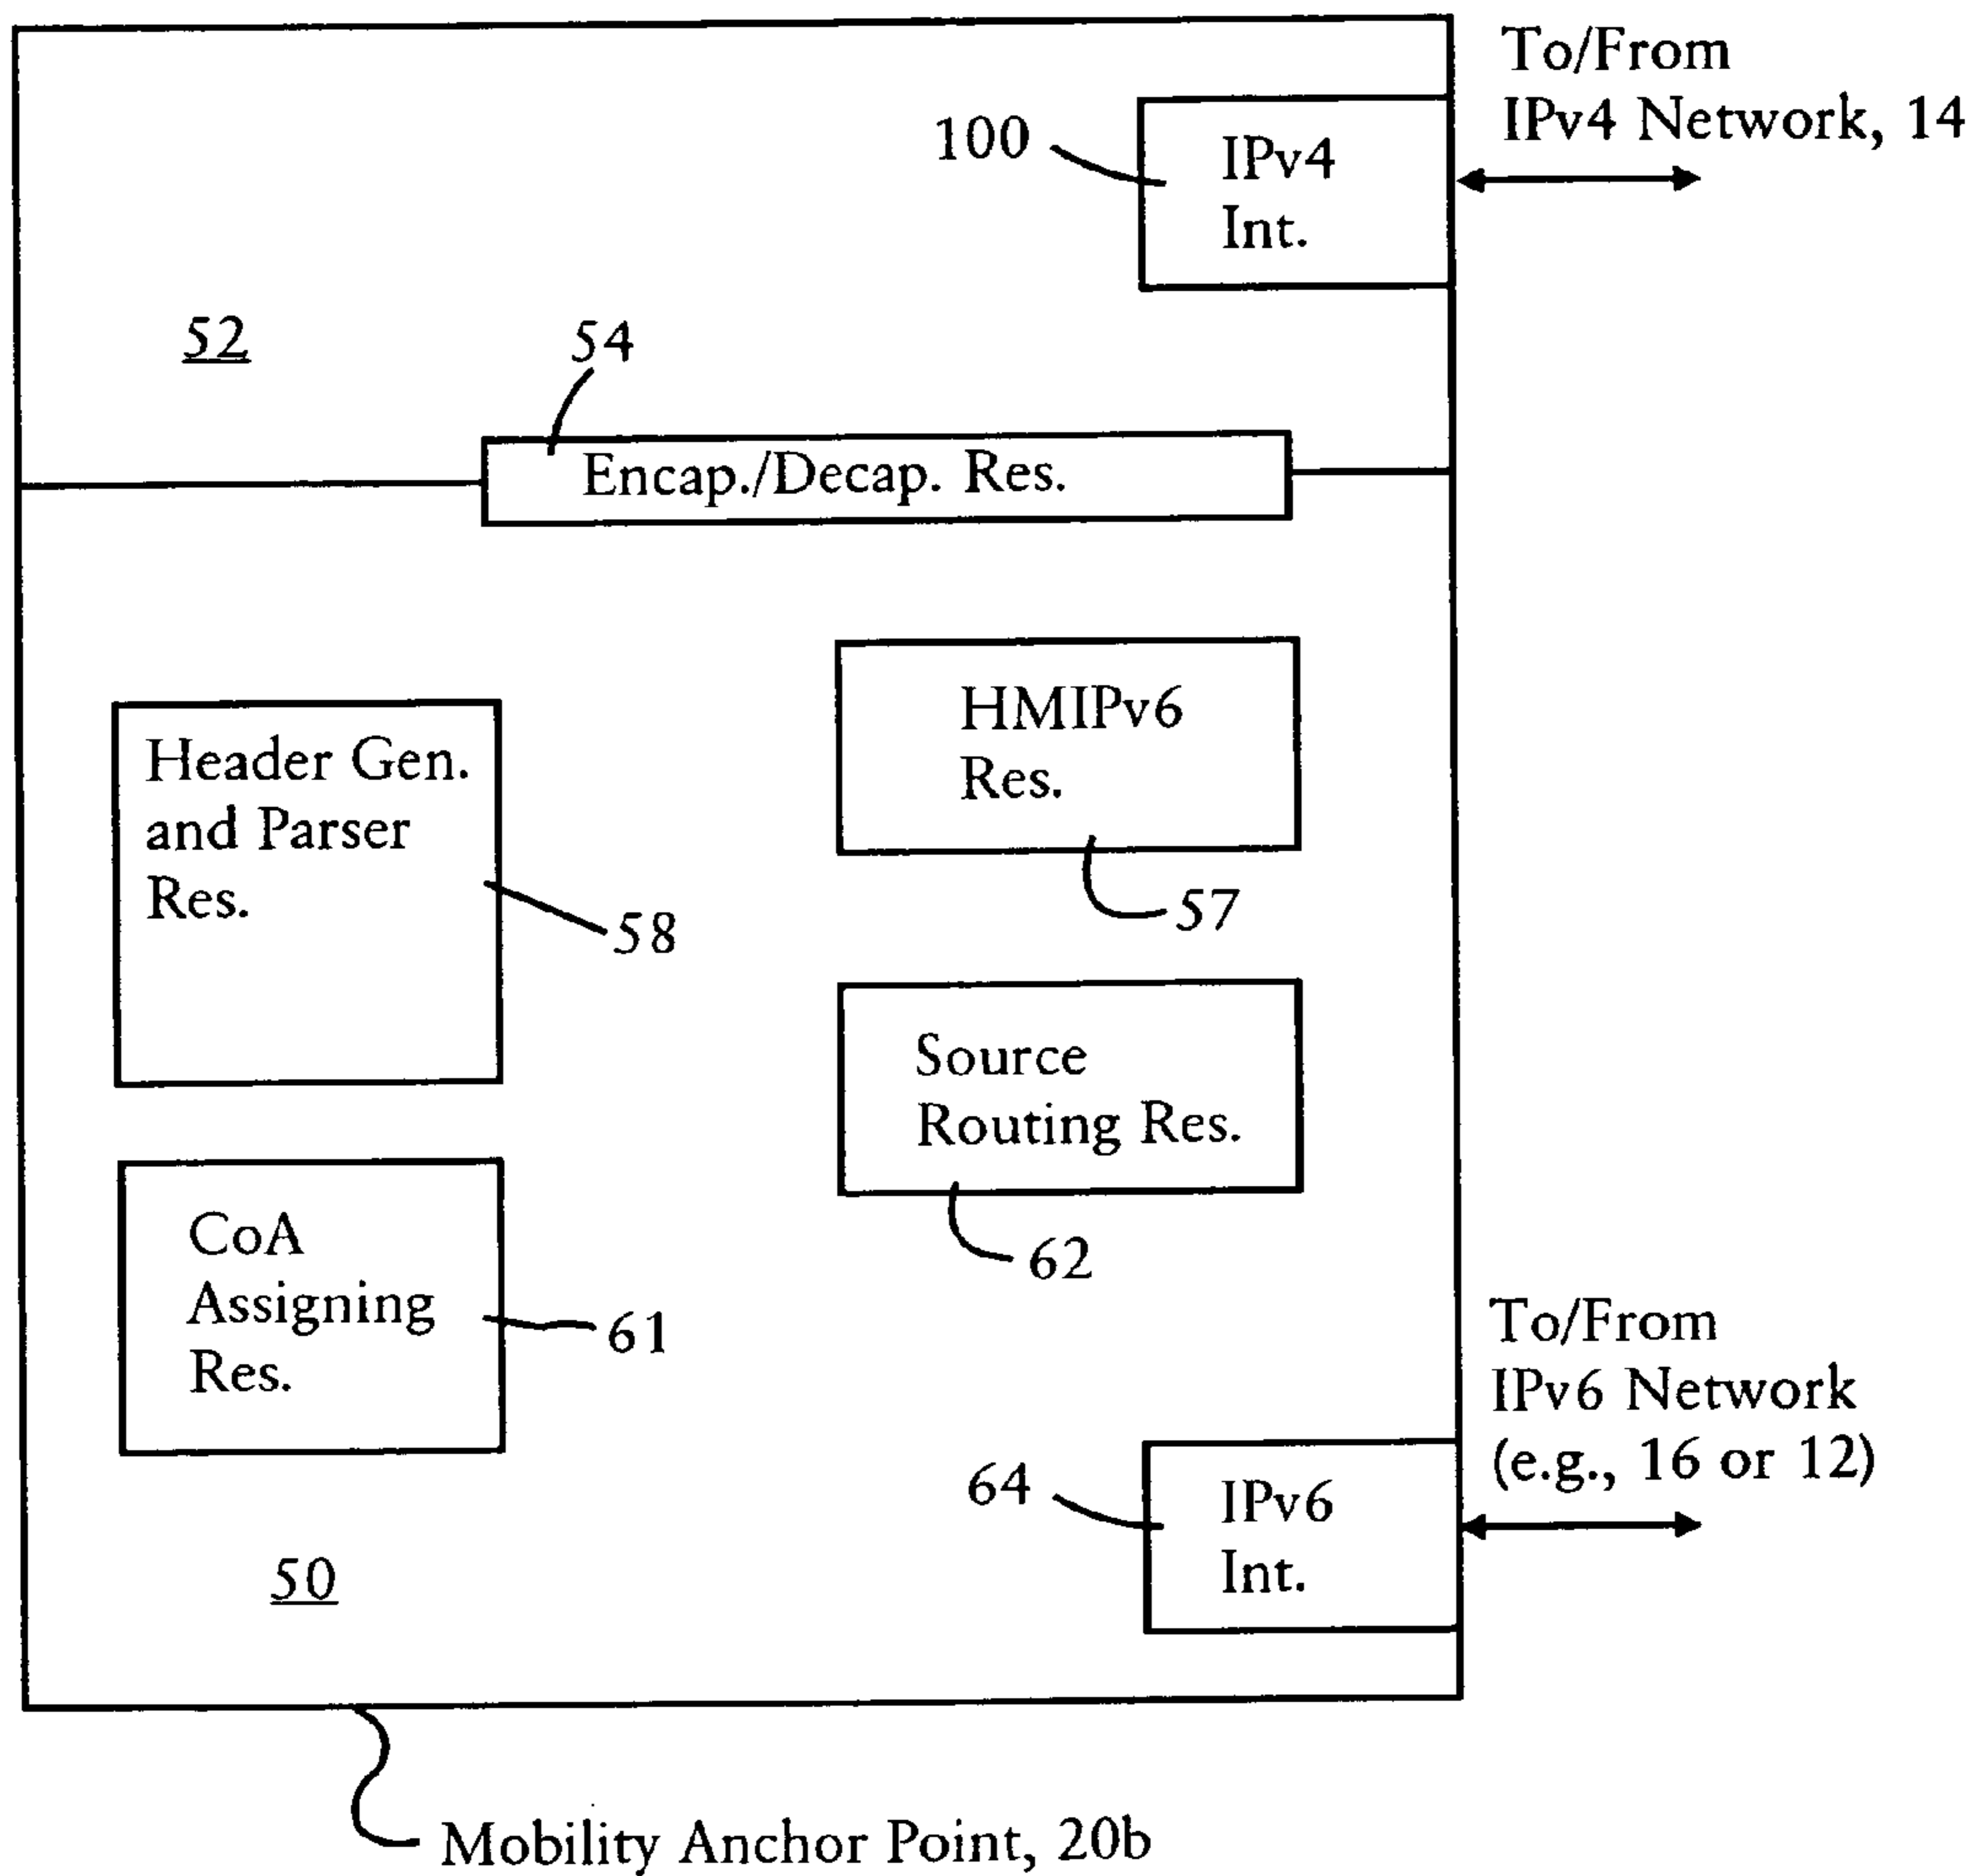 To/From
IPv4 Network, 14
100
IPv4
Int.
52
54
Encap./Decap. Res.
HMIPv6
Res.
57
Header Gen.
and Parser
Res.
58
Source
Routing Res.
62
CoA
Assigning
Res.
61
To/From
IPv6 Network
(e.g., 16 or 12)
64
IPv6
Int.
50
Mobility Anchor Point, 20b